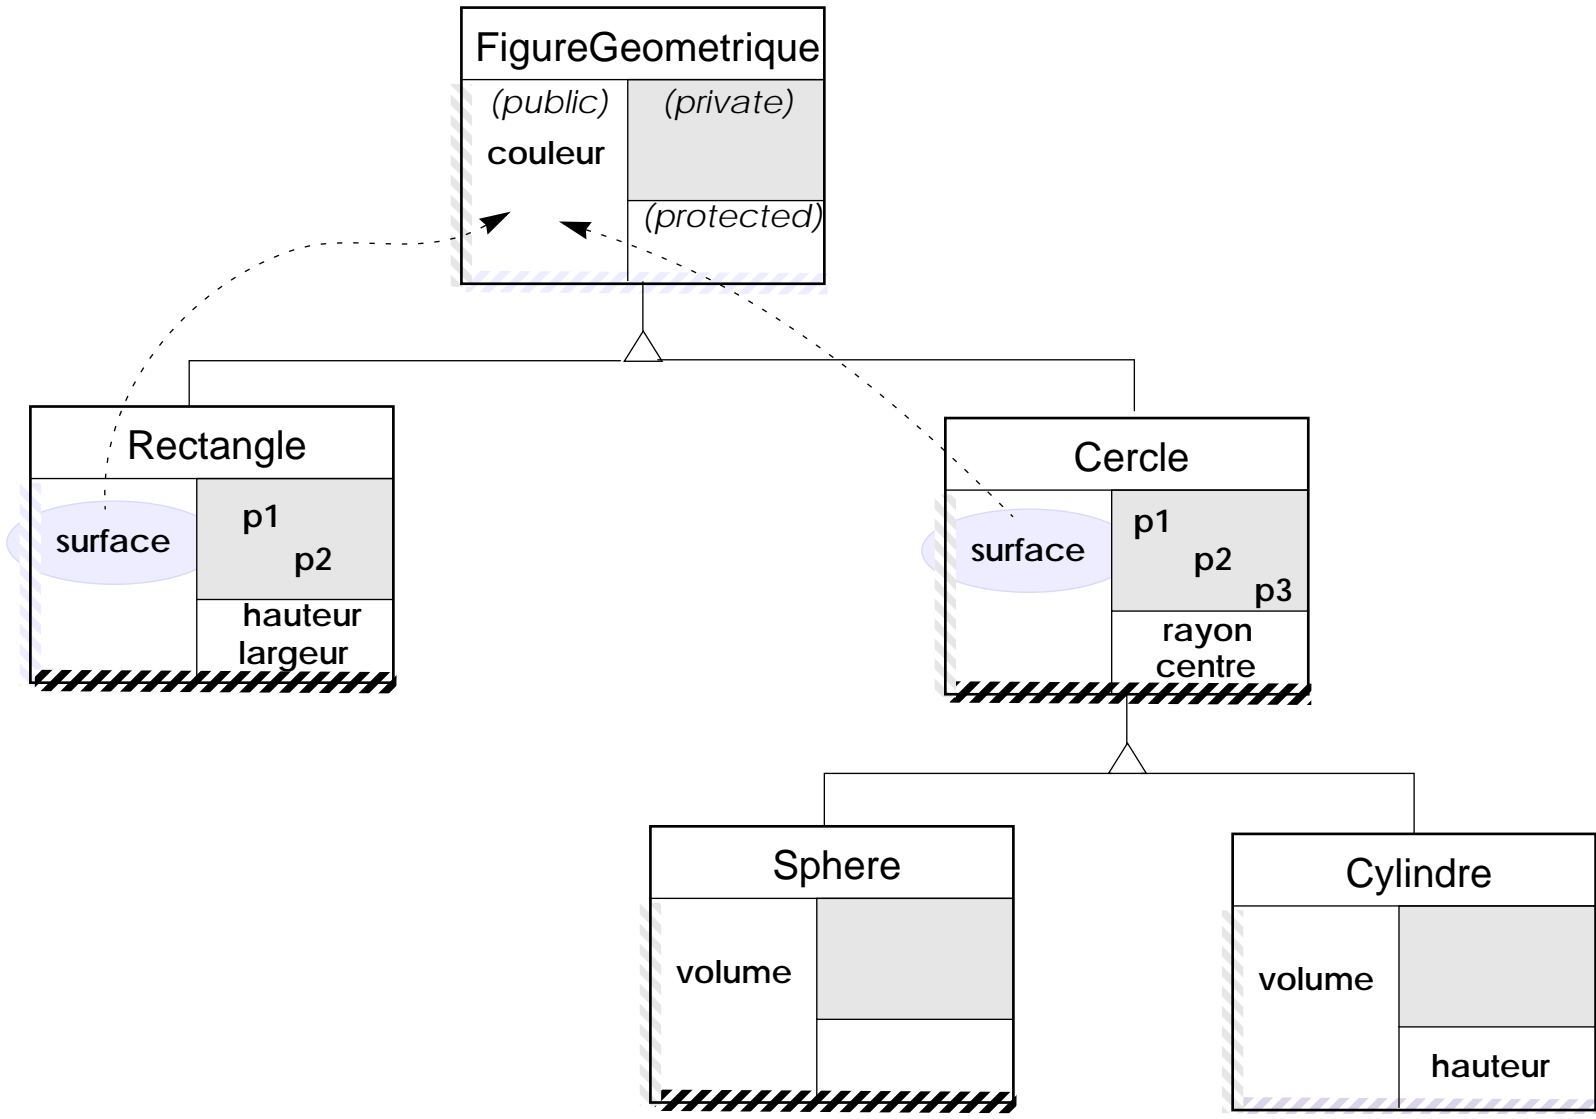 FigureGeometrique
(public)
(private)
couleur
(protected)
Rectangle
surface
p1
p2
hauteur
largeur
Cercle
surface
p1
p2
p3
rayon
centre
Sphere
volume
Cylindre
volume
hauteur